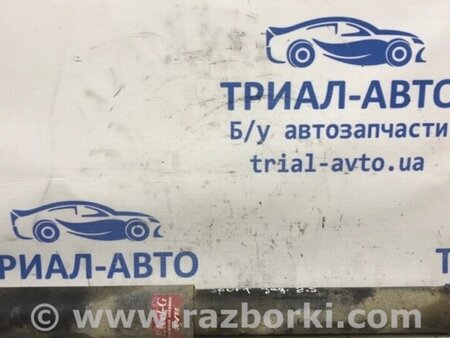 ТРИАЛ-АВТО
Б/у автозапчасти
trial-avto.ua
ТРИАЛ-АВТО
Т
www.razborki.com